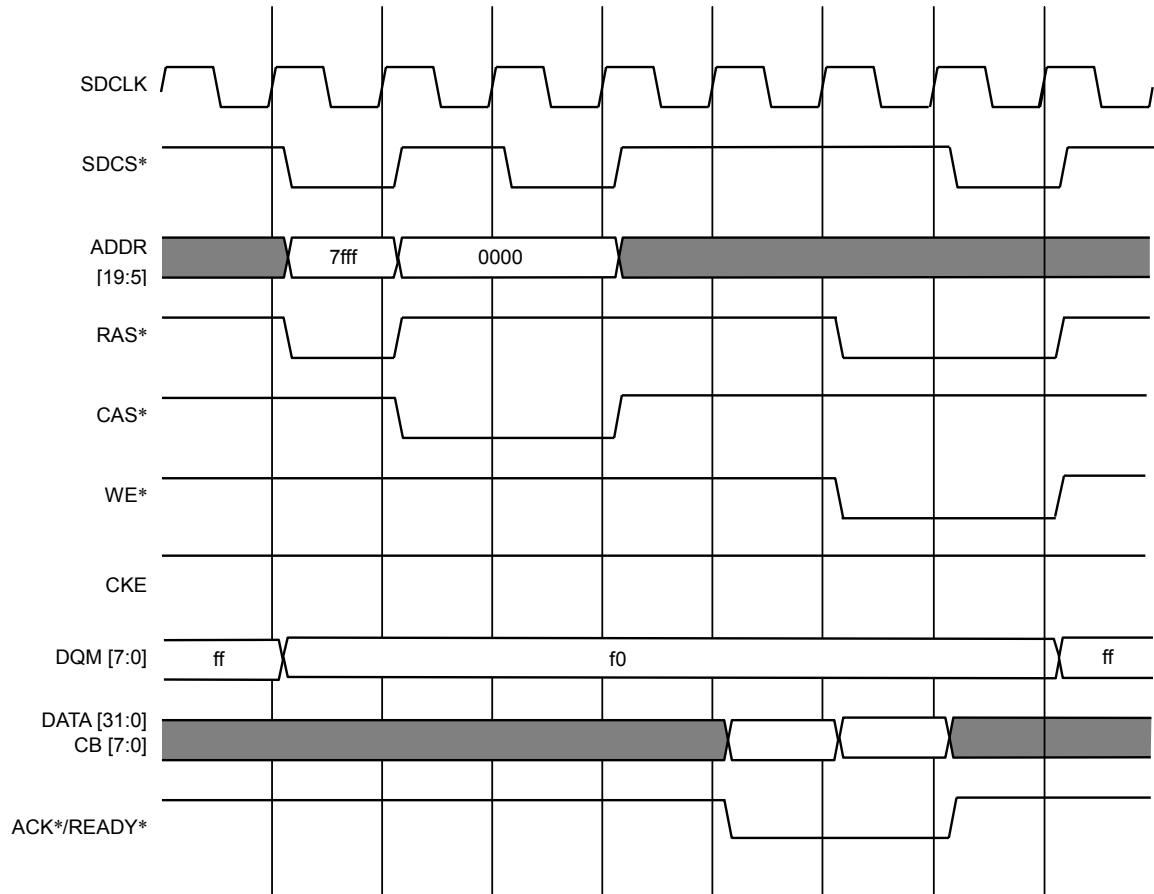 SDCLK
SDCS*
ADDR
[19:5]
7fff 0000
RAS*
CAS*
WE*
CKE
DQM [7:0]
ff f0 ff
DATA [31:0]
CB [7:0]
ACK*/READY*